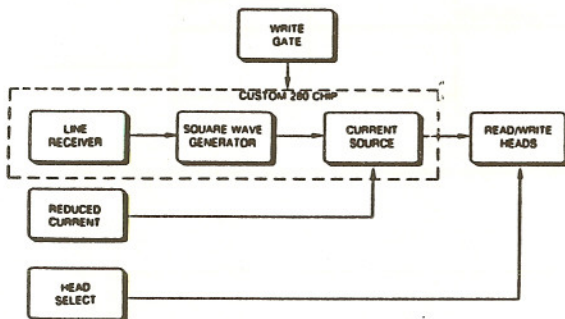 WRITE
GATE
CUSTOM 260 CHIP
LINE
RECEIVER
SQUARE WAVE
GENERATOR
CURRENT
SOURCE
READ/WRITE
HEADS
REDUCED
CURRENT
HEAD
SELECT